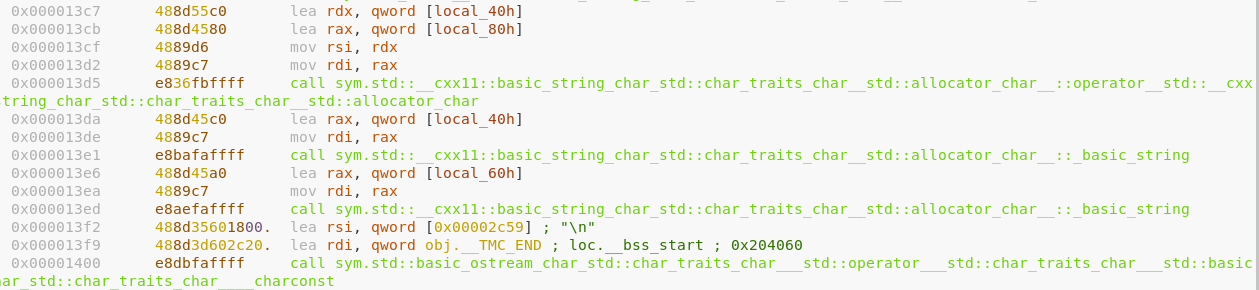 0x000013c7 488d55c0 lea rdx, qword [local_40h]
0x000013cb 488d4580 lea rax, qword [local_80h]
0x000013cf 4889d6 mov rsi, rdx
0x000013d2 4889c7 mov rdi, rax
0x000013d5 e836fbffff call sym.std::__cxx11::basic_string_char_std::char_traits_char__std::allocator_char__::operator__std::__cxx
tring_char_std::char_traits_char__std::allocator_char
0x000013da 488d45c0 lea rax, qword [local_40h]
0x000013de 4889c7 mov rdi, rax
0x000013e1 e8bafaffff call sym.std::__cxx11::basic_string_char_std::char_traits_char__std::allocator_char__::_basic_string
0x000013e6 488d45a0 lea rax, qword [local_60h]
0x000013ea 4889c7 mov rdi, rax
0x000013ed e8aefaffff call sym.std::__cxx11::basic_string_char_std::char_traits_char__std::allocator_char__::_basic_string
0x000013f2 488d35601800. lea rsi, qword [0x00002c59] ; "\n"
0x000013f9 488d3d602c20. lea rdi, qword obj.__TMC_END ; loc.__bss_start ; 0x204060
0x00001400 e8dbfaffff call sym.std::basic_ostream_char_std::char_traits_char___std::operator___std::char_traits_char___std::basic
ar_std::char_traits_char____charconst